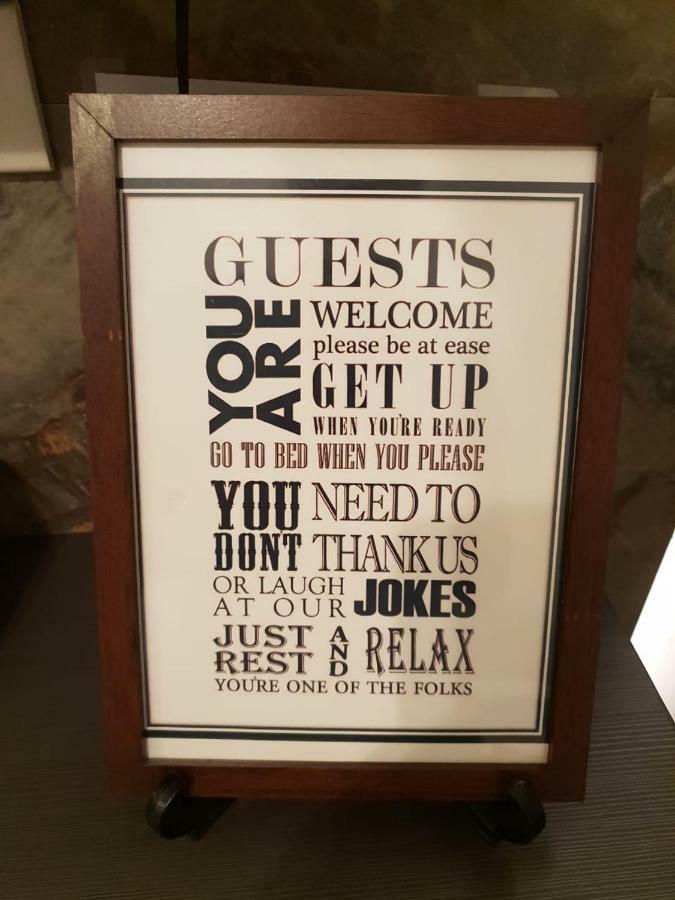 GUESTS
YOU ARE
WELCOME
please be at ease
GET UP
WHEN YOU'RE READY
GO TO BED WHEN YOU PLEASE
YOU NEED TO
DONT THANK US
OR LAUGH
AT OUR JOKES
JUST AND RELAX
REST
YOU'RE ONE OF THE FOLKS